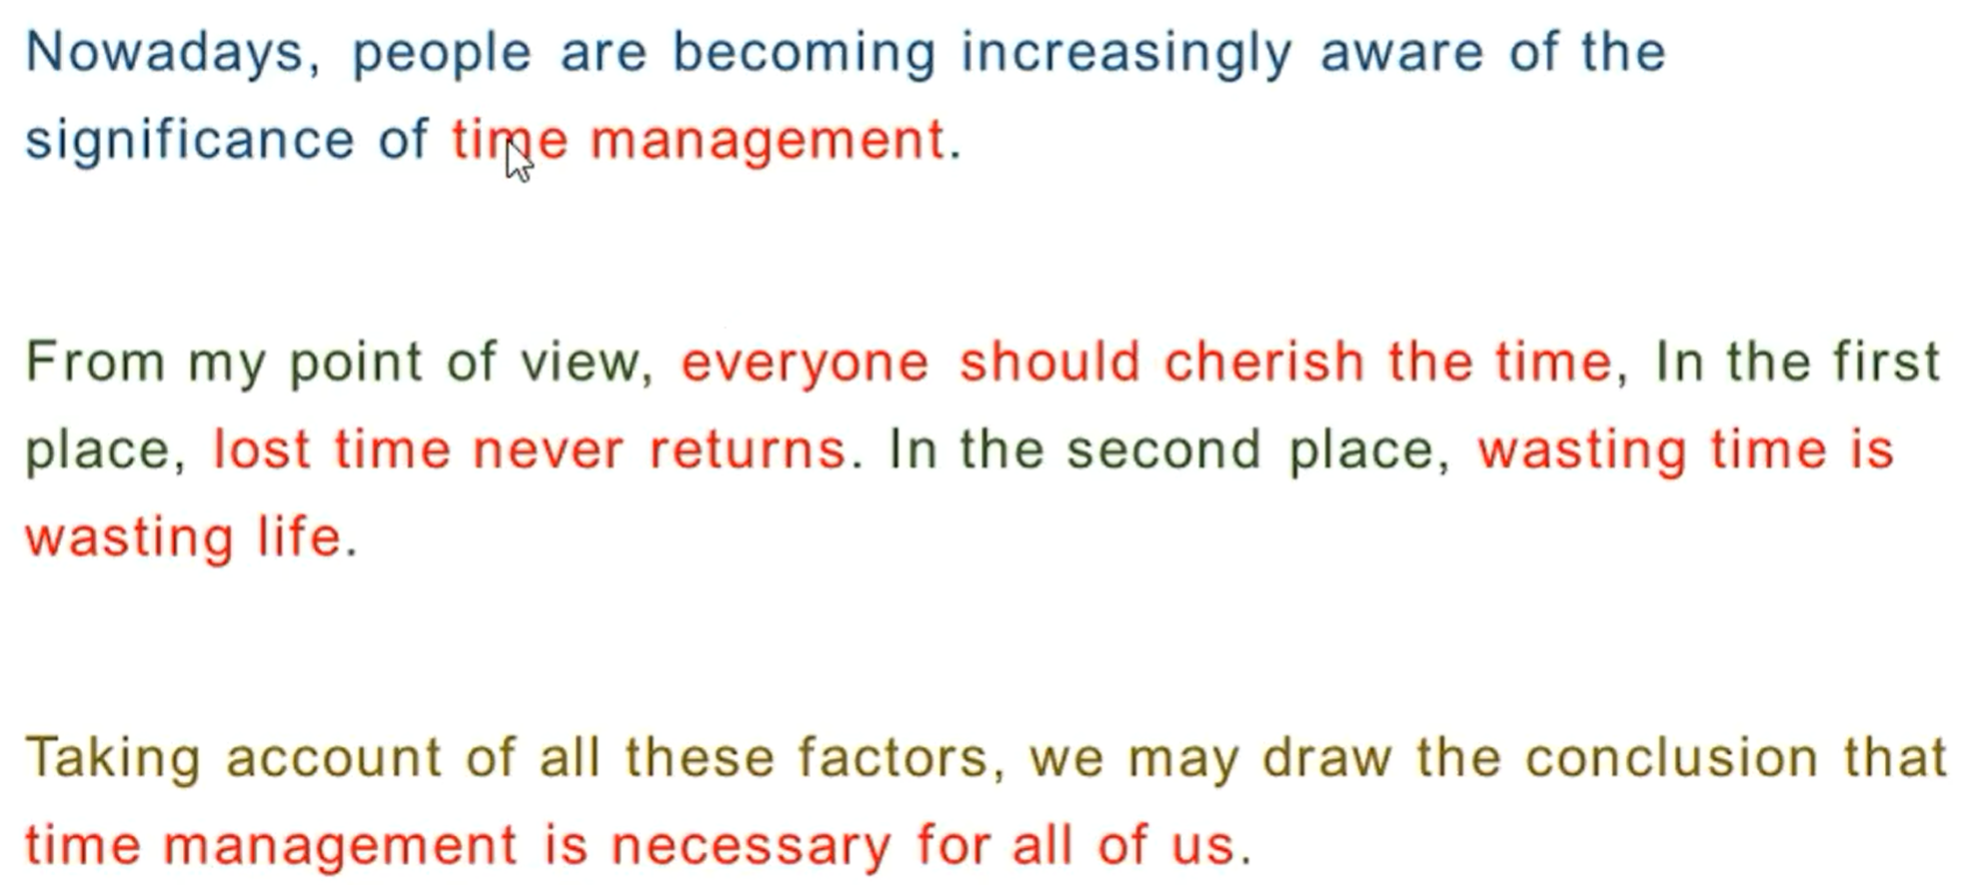 Nowadays, people are becoming increasingly aware of the
significance of time management.
From my point of view, everyone should cherish the time, In the first
place, lost time never returns. In the second place, wasting time is
wasting life.
Taking account of all these factors, we may draw the conclusion that
time management is necessary for all of us.